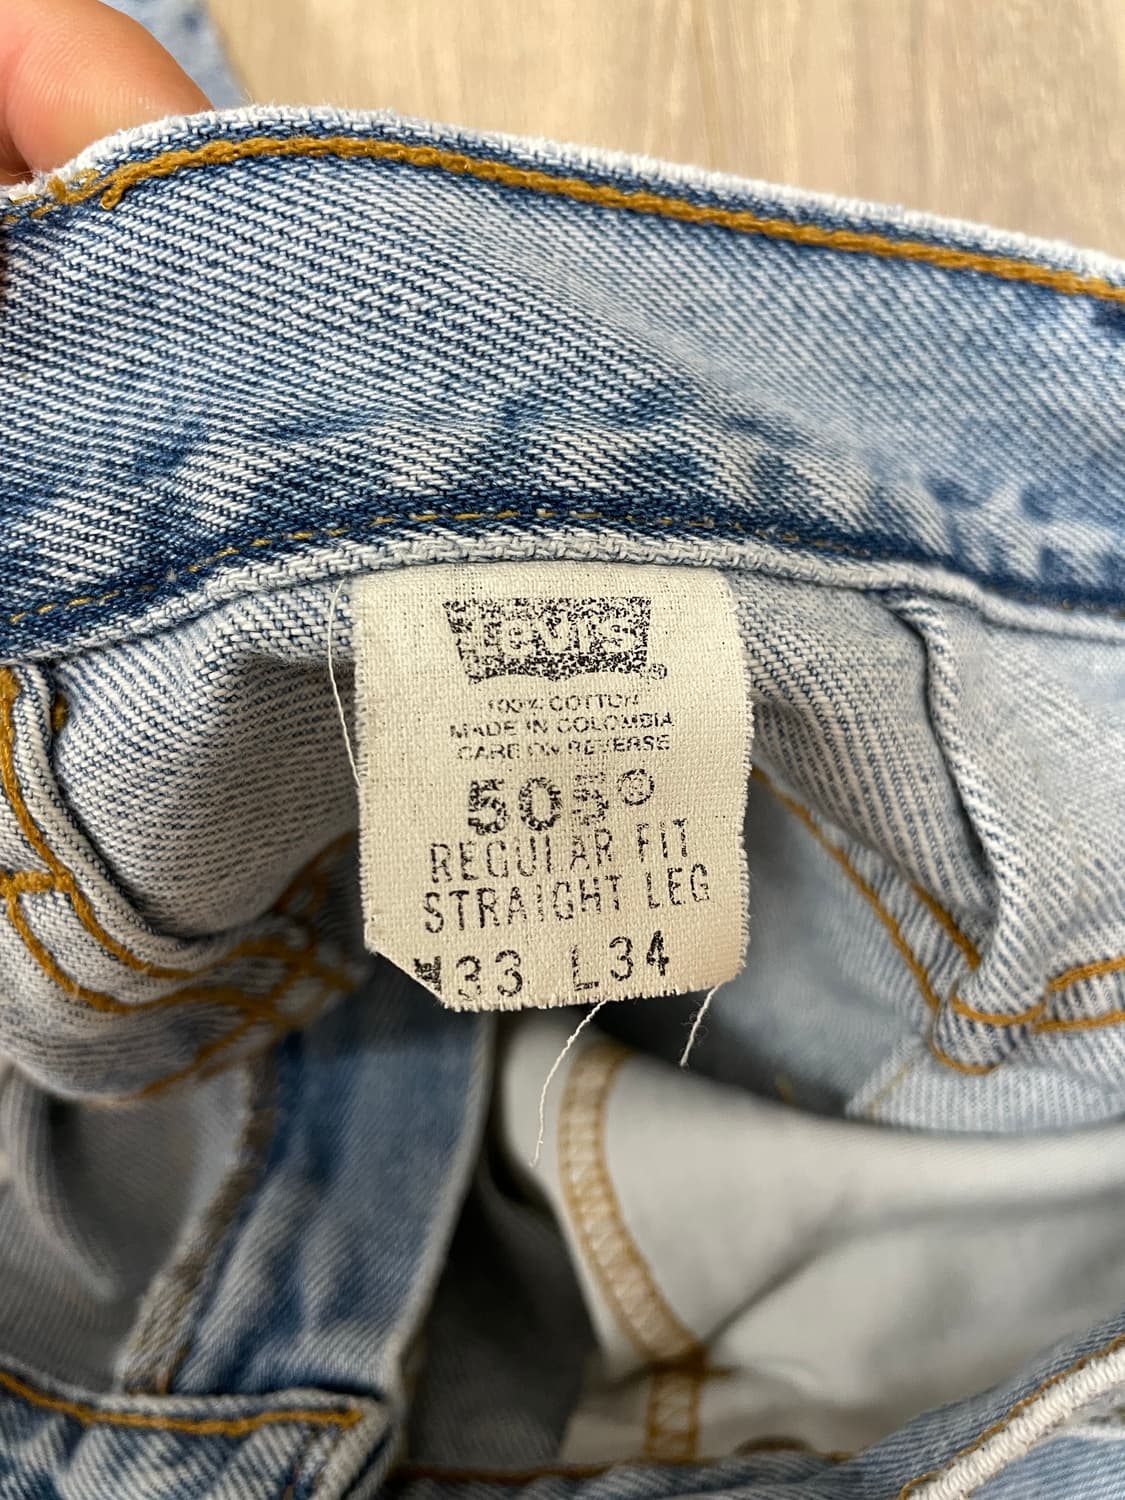 Levi's®
100% COTTON
MADE IN COLOMBIA
CARE ON REVERSE
505®
REGULAR FIT
STRAIGHT LEG
W33 L34